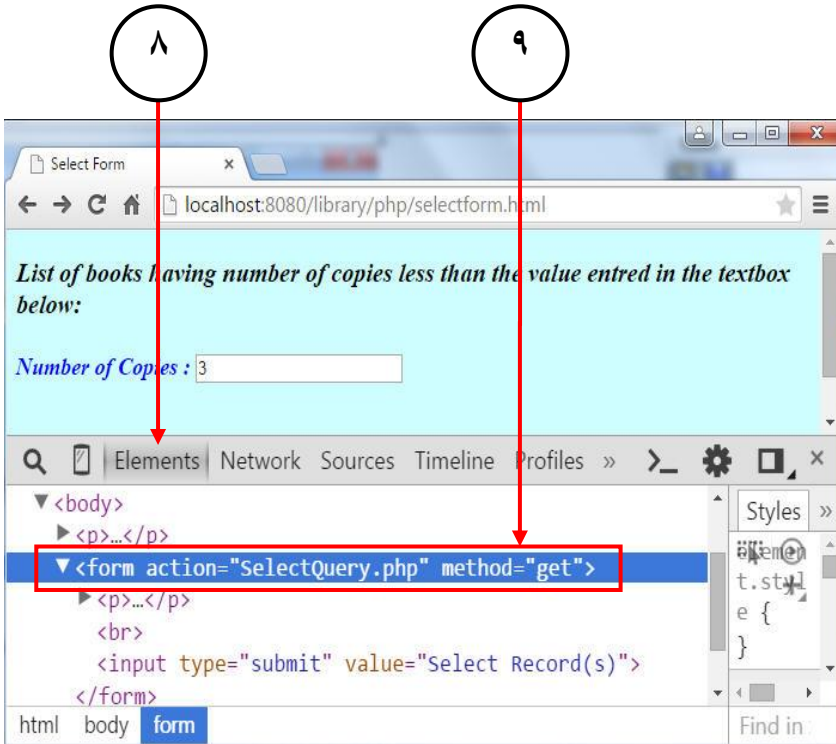 ٨ ٩
Select Form ×
localhost:8080/library/php/selectform.html
List of books having number of copies less than the value entred in the textbox
below:
Number of Copies : 3
Elements Network Sources Timeline Profiles » ×
▼<body>
▶<p>…</p>
▼<form action="SelectQuery.php" method="get">
▶<p>…</p>
<br>
<input type="submit" value="Select Record(s)">
</form>
html body form
Styles »
t.styl
e {
}
Find in